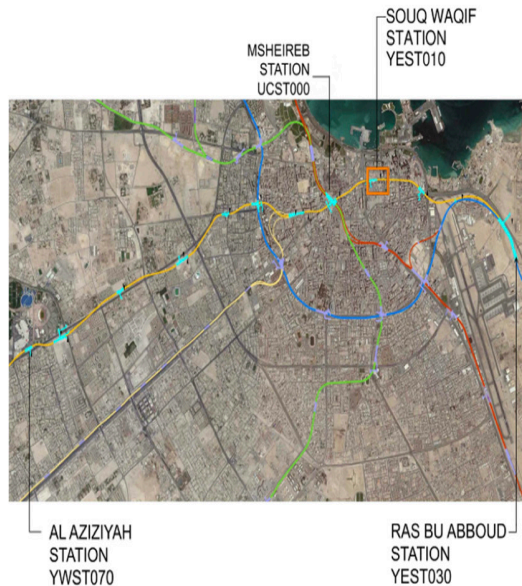 SOUQ WAQIF
STATION
YEST010
MSHEIREB
STATION
UCST000
AL AZIZIYAH
STATION
YWST070
RAS BU ABBOUD
STATION
YEST030